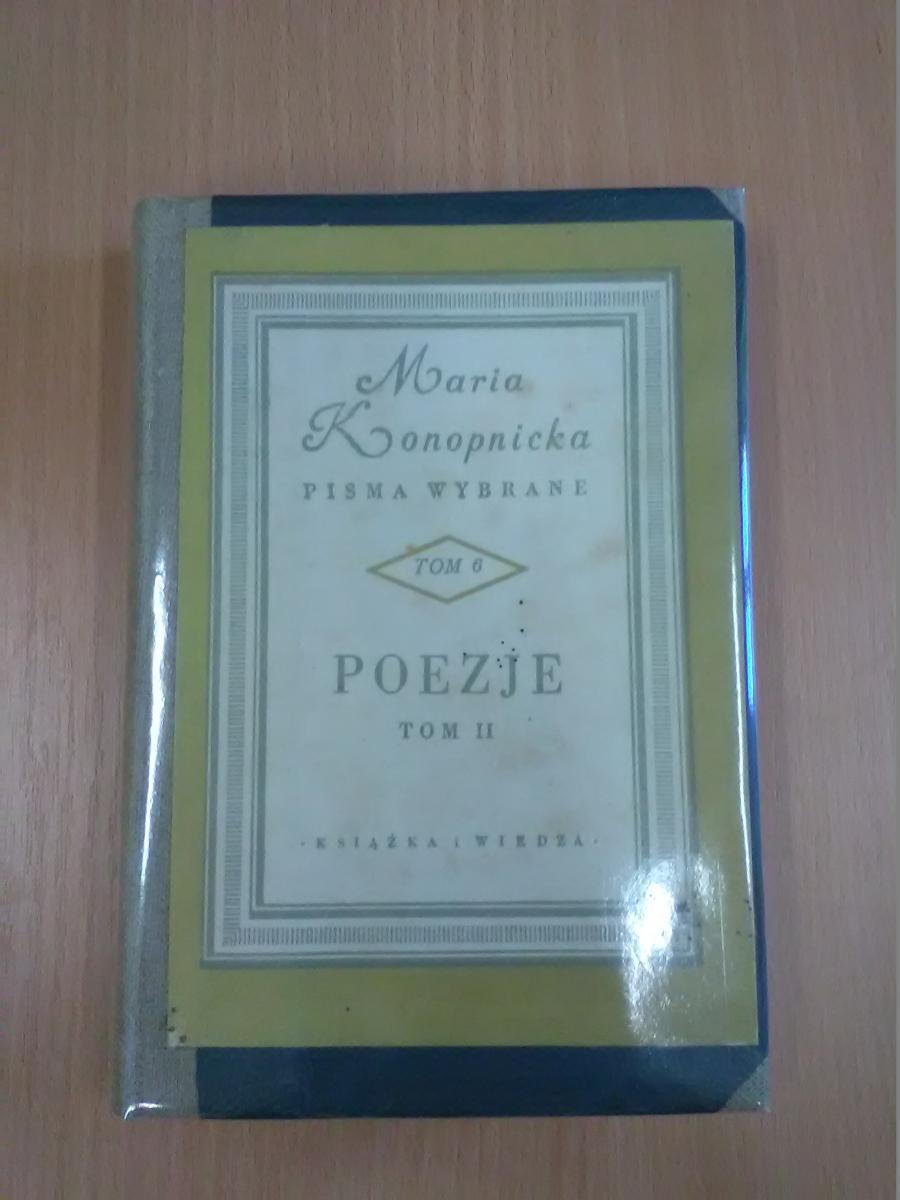 Maria
Konopnicka
PISMA WYBRANE
TOM 6
POEZJE
TOM II
· KSIĄŻKA i WIEDZA ·